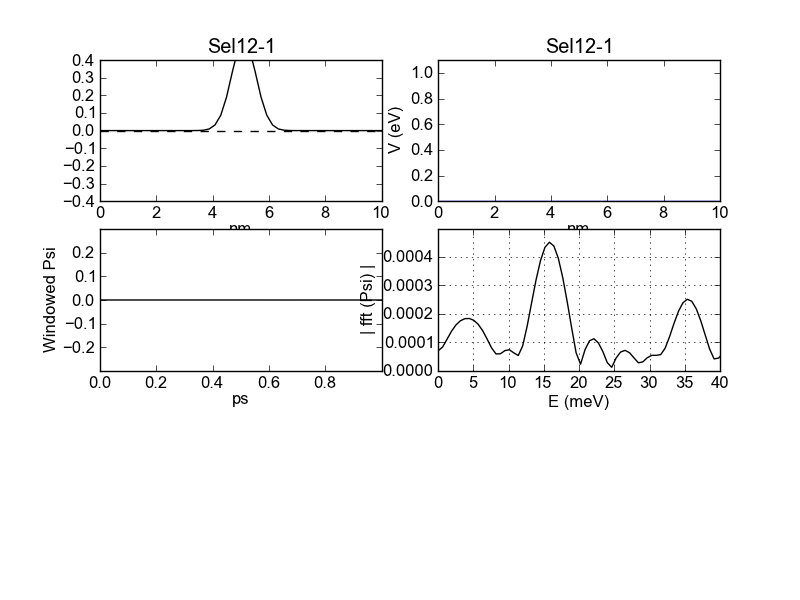 Sel12-1
0.4
0.3
0.2
0.1
0.0
−0.1
−0.2
−0.3
−0.4
0 2 4 6 8 10
nm
Sel12-1
V (eV)
1.0
0.8
0.6
0.4
0.2
0.0
0 2 4 6 8 10
nm
Windowed Psi
0.2
0.1
0.0
−0.1
−0.2
0.0 0.2 0.4 0.6 0.8
ps
| fft (Psi) |
0.0004
0.0003
0.0002
0.0001
0.0000
0 5 10 15 20 25 30 35 40
E (meV)